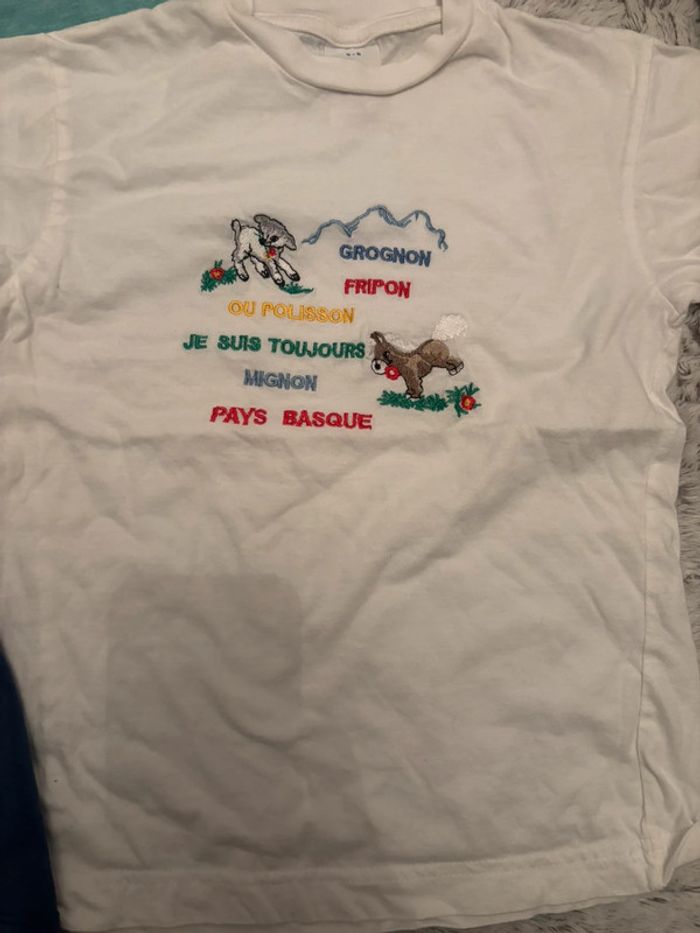 GROGNON
FRIPON
OU POLISSON
JE SUIS TOUJOURS
MIGNON
PAYS BASQUE